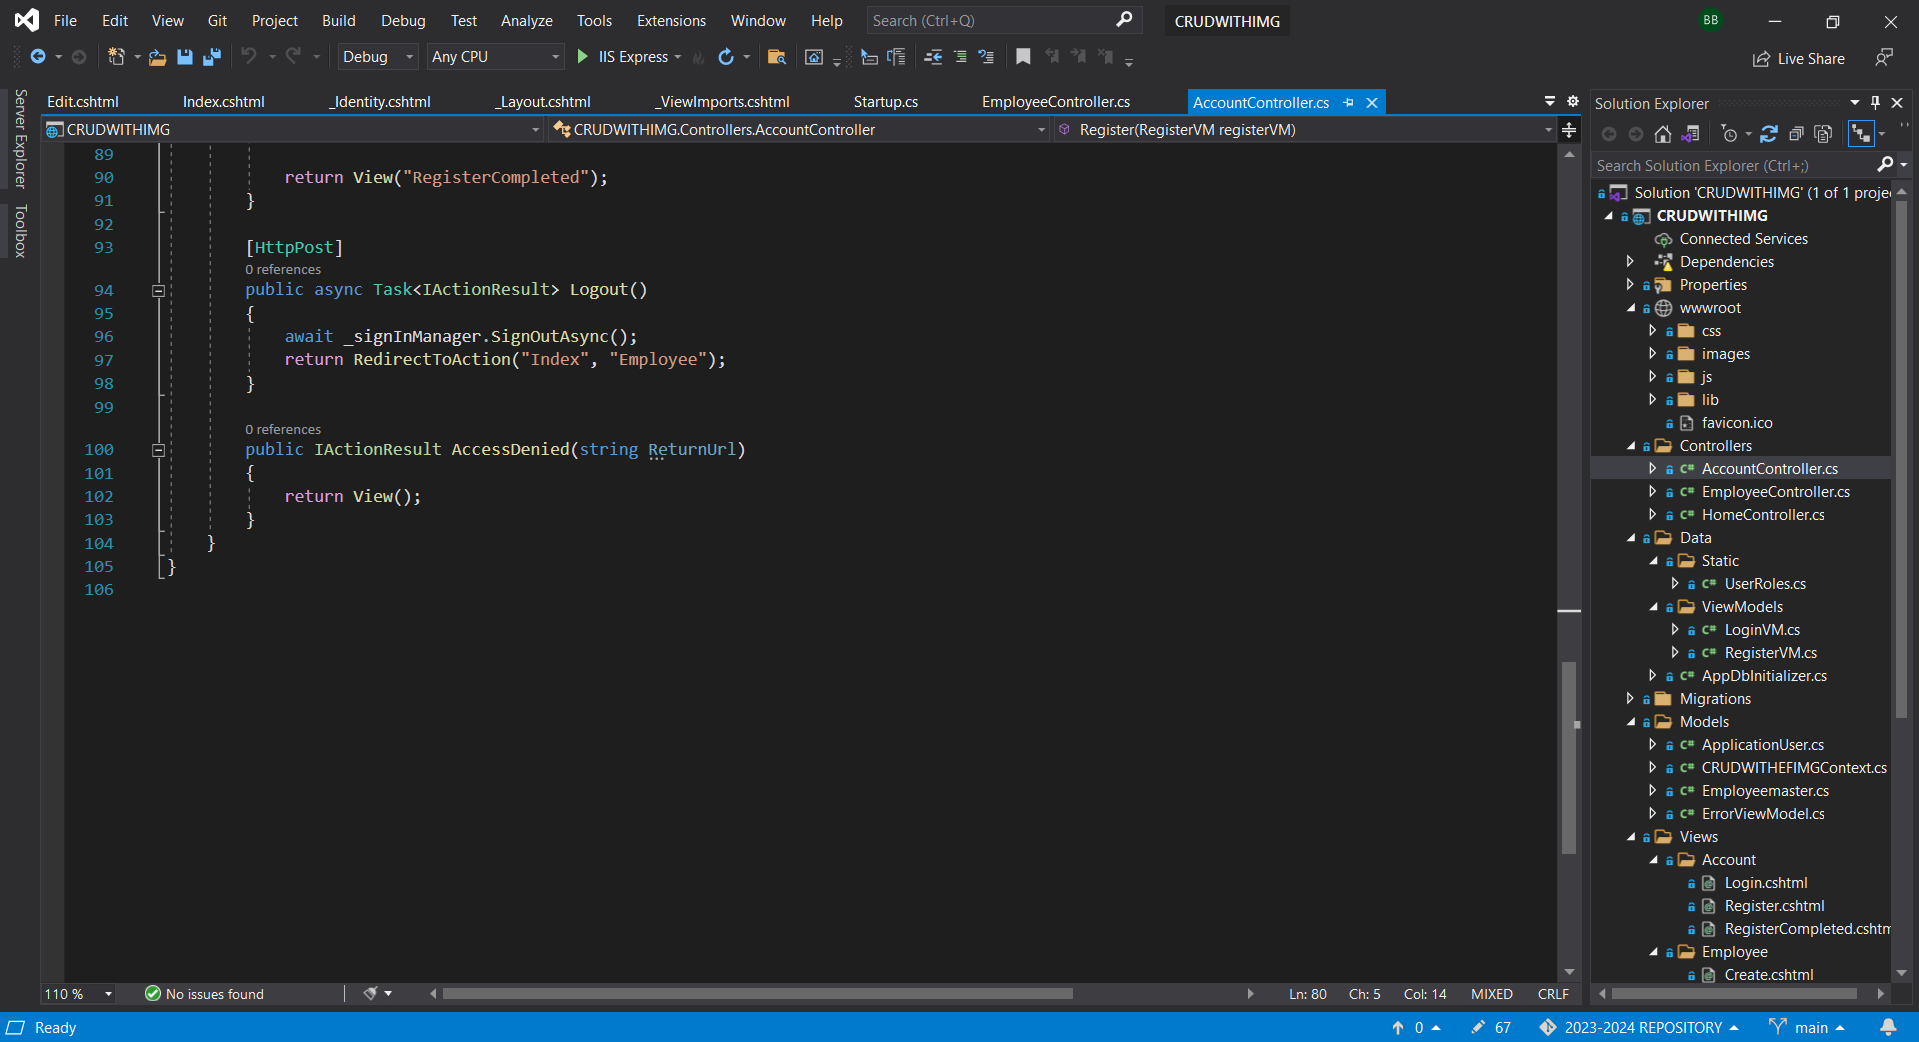 File Edit View Git Project Build Debug Test Analyze Tools Extensions Window Help Search (Ctrl+Q) CRUDWITHIMG BB
Debug Any CPU IIS Express Live Share
Server Explorer
Toolbox
Edit.cshtml Index.cshtml _Identity.cshtml _Layout.cshtml _ViewImports.cshtml Startup.cs EmployeeController.cs AccountController.cs
CRUDWITHIMG CRUDWITHIMG.Controllers.AccountController Register(RegisterVM registerVM)
89
90 return View("RegisterCompleted");
91 }
92
93 [HttpPost]
0 references
94 public async Task<IActionResult> Logout()
95 {
96 await _signInManager.SignOutAsync();
97 return RedirectToAction("Index", "Employee");
98 }
99
0 references
100 public IActionResult AccessDenied(string ReturnUrl)
101 {
102 return View();
103 }
104 }
105 }
106
110 % No issues found Ln: 80 Ch: 5 Col: 14 MIXED CRLF
Solution Explorer
Search Solution Explorer (Ctrl+;)
Solution 'CRUDWITHIMG' (1 of 1 proje
CRUDWITHIMG
Connected Services
Dependencies
Properties
wwwroot
css
images
js
lib
favicon.ico
Controllers
C# AccountController.cs
C# EmployeeController.cs
C# HomeController.cs
Data
Static
C# UserRoles.cs
ViewModels
C# LoginVM.cs
C# RegisterVM.cs
C# AppDbInitializer.cs
Migrations
Models
C# ApplicationUser.cs
C# CRUDWITHEFIMGContext.cs
C# Employeemaster.cs
C# ErrorViewModel.cs
Views
Account
Login.cshtml
Register.cshtml
RegisterCompleted.cshtm
Employee
Create.cshtml
Ready 0 67 2023-2024 REPOSITORY main